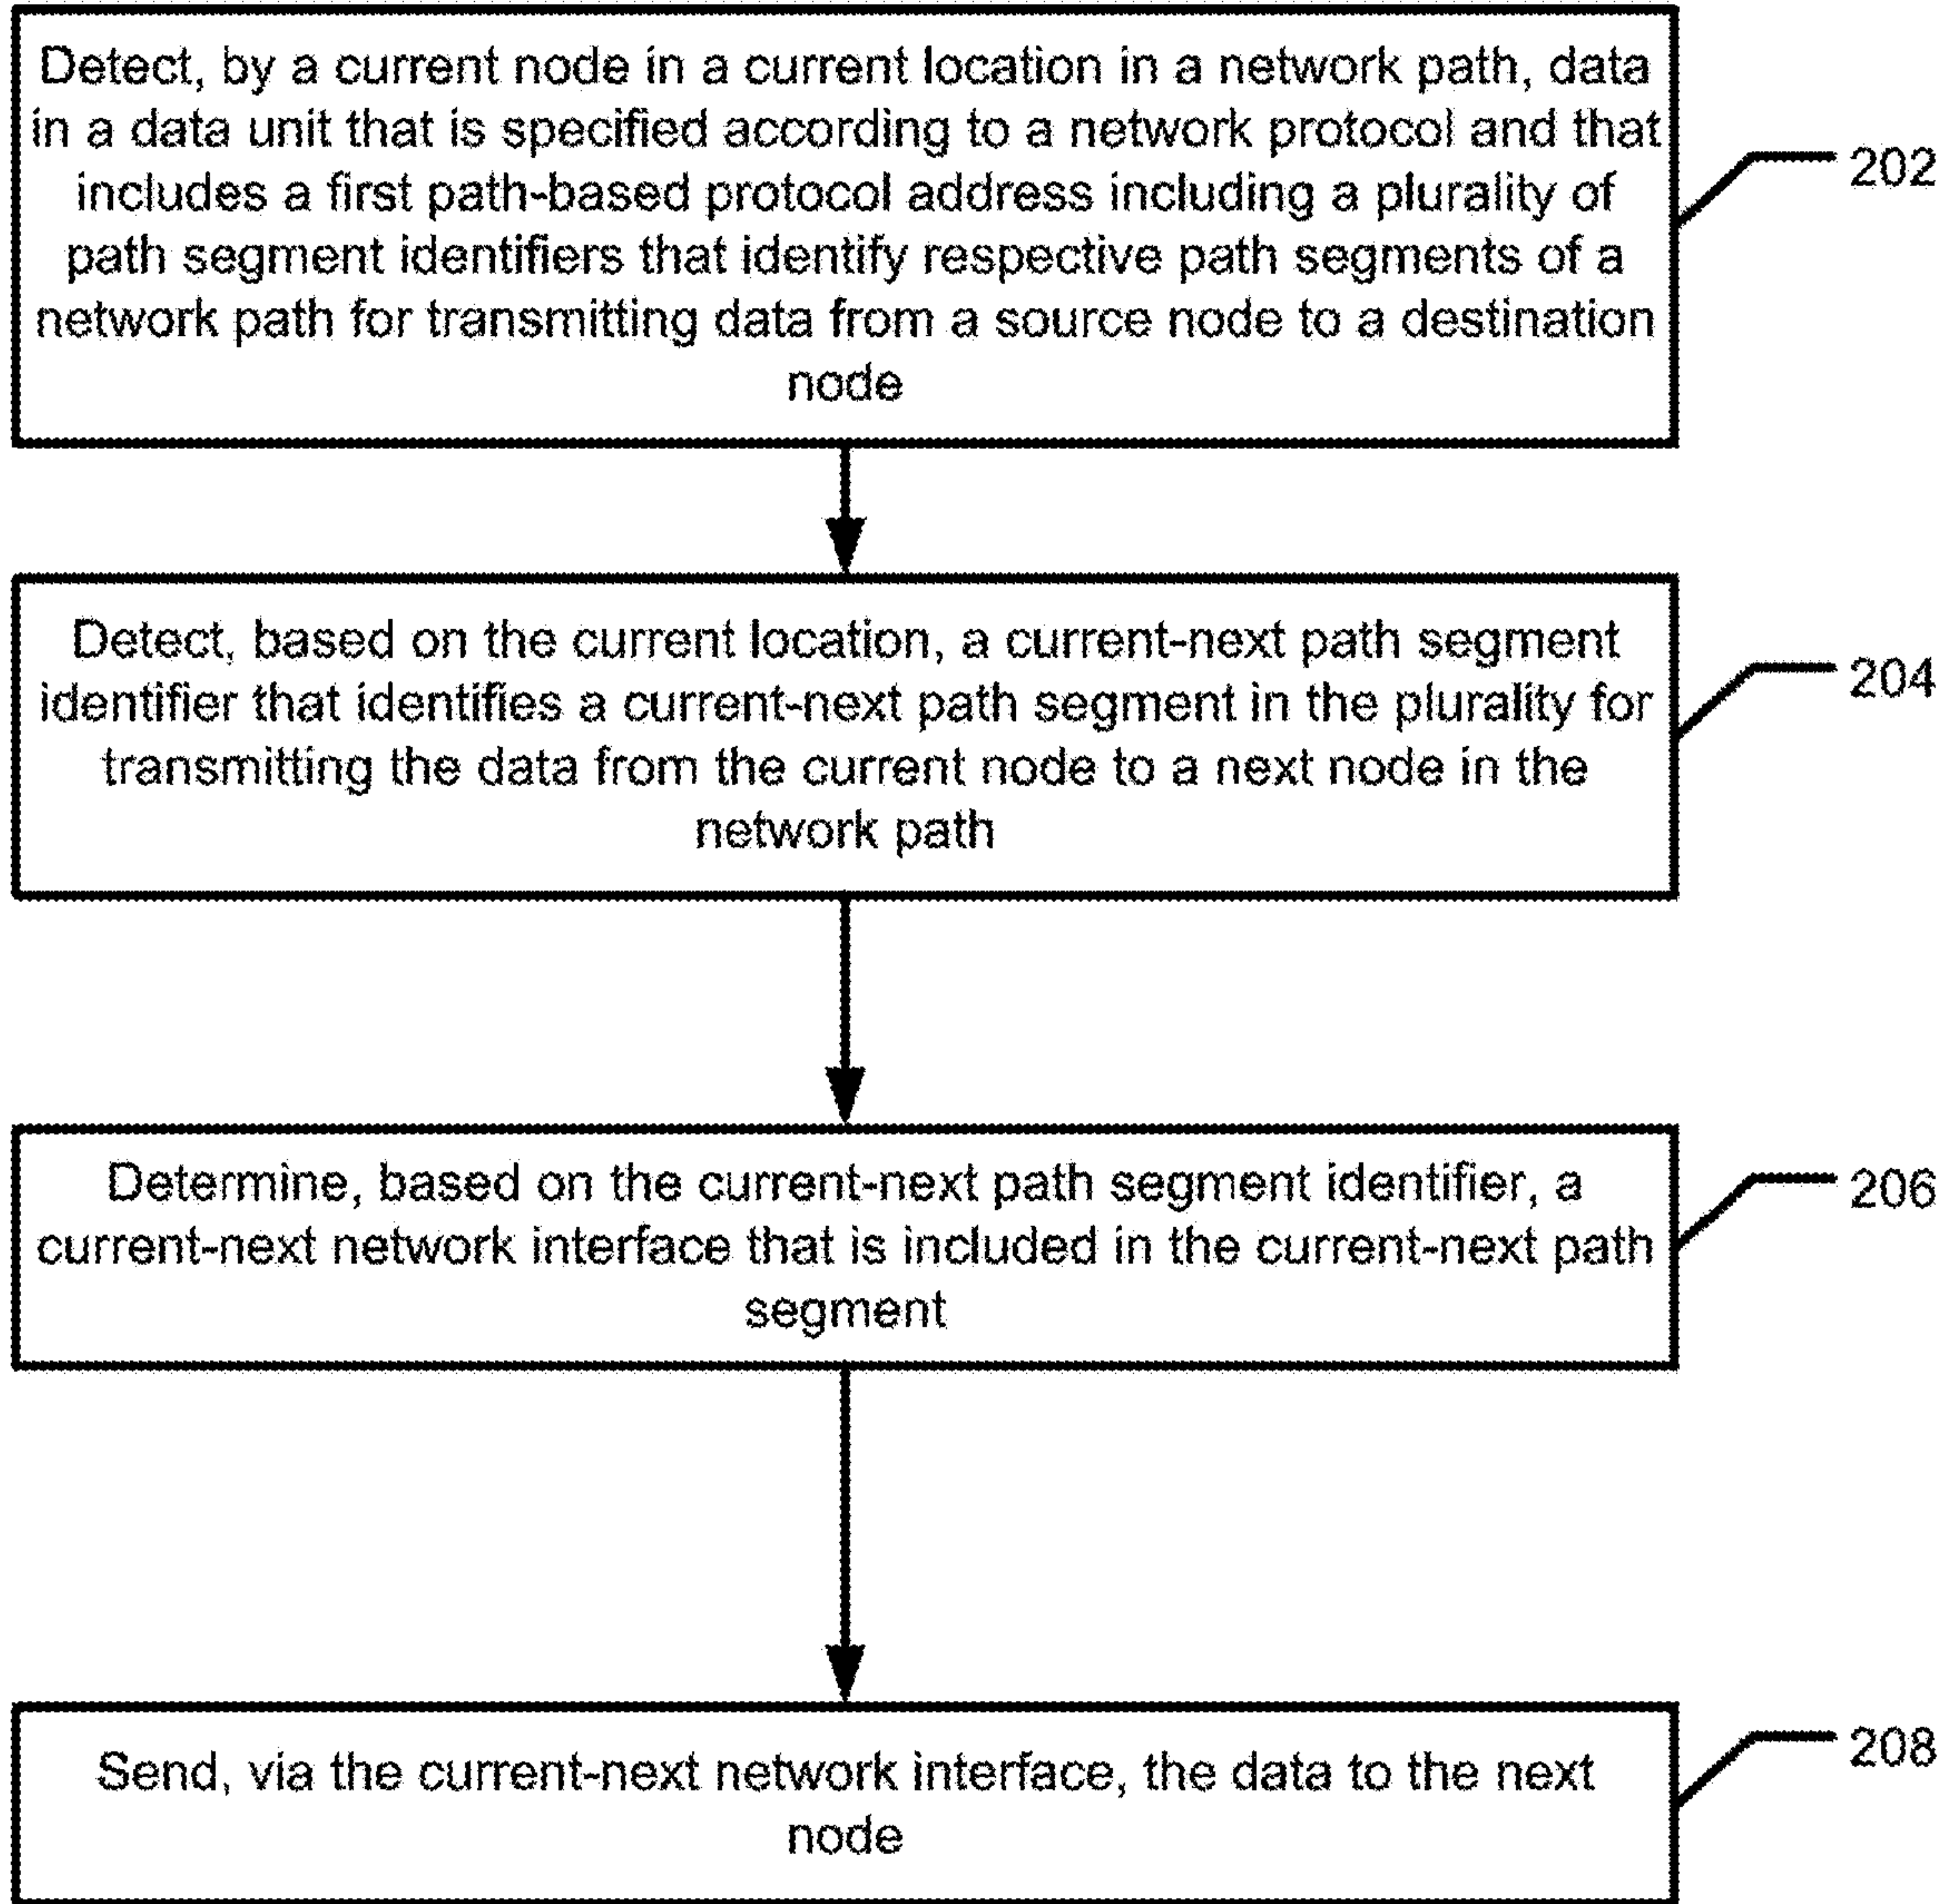 Detect, by a current node in a current location in a network path, data
in a data unit that is specified according to a network protocol and that
includes a first path-based protocol address including a plurality of
path segment identifiers that identify respective path segments of a
network path for transmitting data from a source node to a destination
node
202
Detect, based on the current location, a current-next path segment
identifier that identifies a current-next path segment in the plurality for
transmitting the data from the current node to a next node in the
network path
204
Determine, based on the current-next path segment identifier, a
current-next network interface that is included in the current-next path
segment
206
Send, via the current-next network interface, the data to the next
node
208